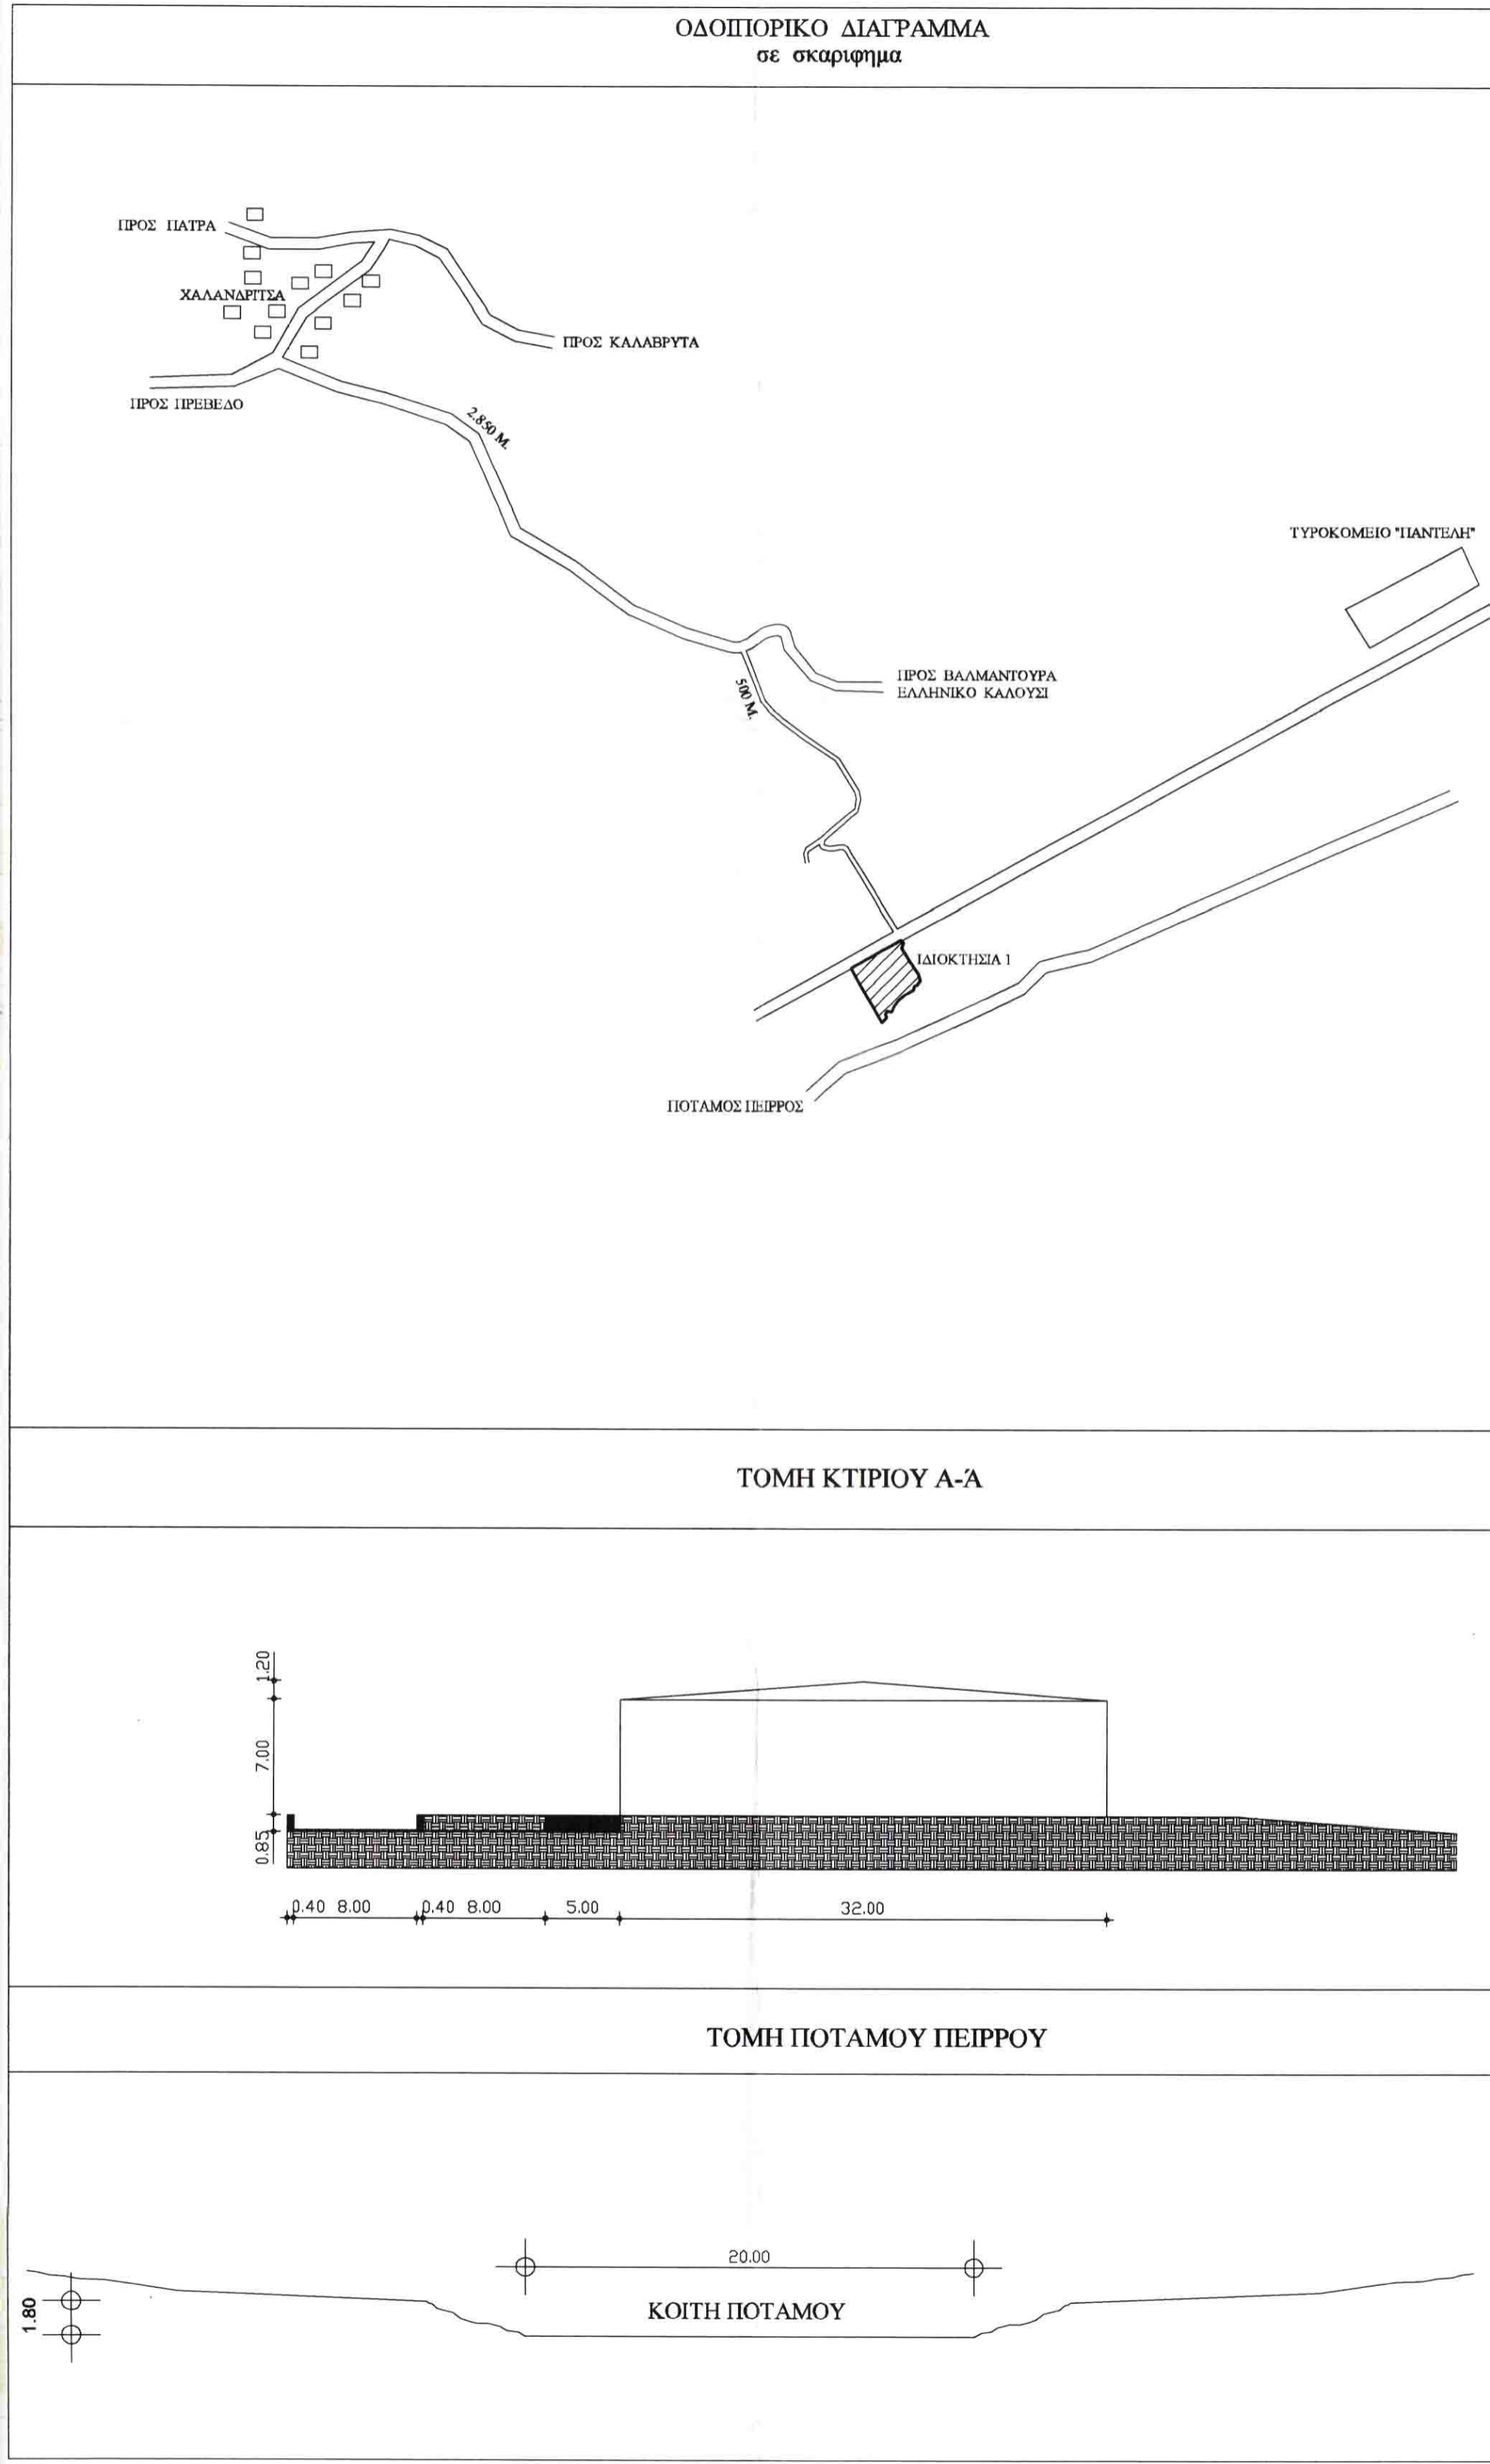 ΟΔΟΙΠΟΡΙΚΟ ΔΙΑΓΡΑΜΜΑ
σε σκαριφημα
ΠΡΟΣ ΠΑΤΡΑ
ΧΑΛΑΝΔΡΙΤΣΑ
ΠΡΟΣ ΚΑΛΑΒΡΥΤΑ
ΠΡΟΣ ΠΡΕΒΕΔΟ
2.850 Μ.
ΤΥΡΟΚΟΜΕΙΟ "ΠΑΝΤΕΛΗ"
ΠΡΟΣ ΒΑΛΜΑΝΤΟΥΡΑ
ΕΛΛΗΝΙΚΟ ΚΑΛΟΥΣΙ
500 Μ.
ΙΔΙΟΚΤΗΣΙΑ 1
ΠΟΤΑΜΟΣ ΠΕΙΡΡΟΣ
ΤΟΜΗ ΚΤΙΡΙΟΥ Α-Ά
1.20
7.00
0.85
0.40 8.00 0.40 8.00 5.00 32.00
ΤΟΜΗ ΠΟΤΑΜΟΥ ΠΕΙΡΡΟΥ
20.00
1.80
ΚΟΙΤΗ ΠΟΤΑΜΟΥ